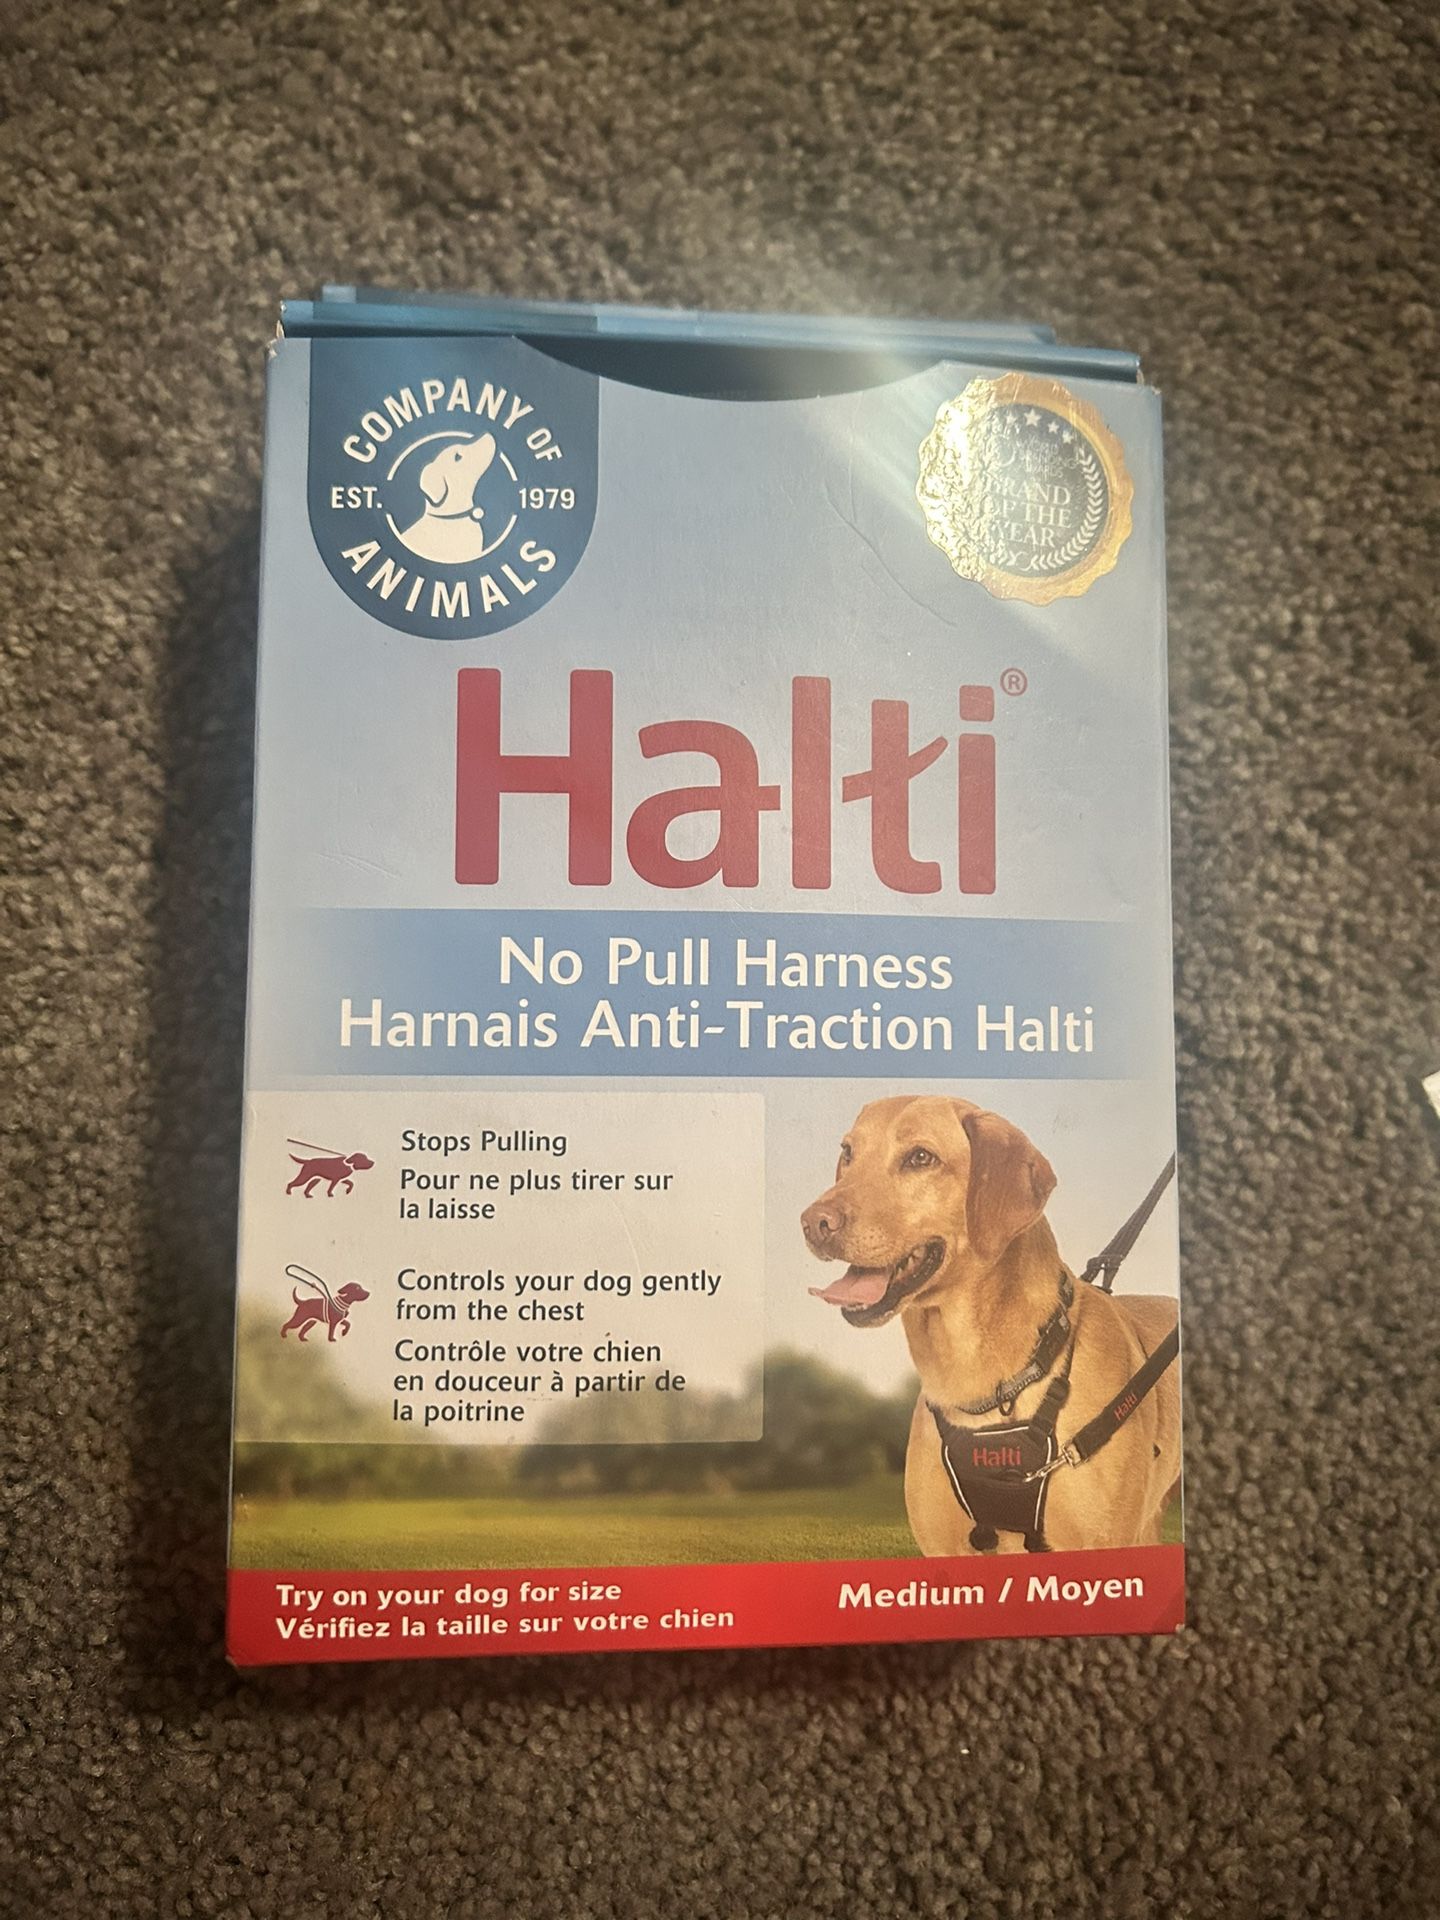 COMPANY OF
EST. 1979
ANIMALS
BRAND
OF THE
YEAR
Halti®
No Pull Harness
Harnais Anti-Traction Halti
Stops Pulling
Pour ne plus tirer sur
la laisse
Controls your dog gently
from the chest
Contrôle votre chien
en douceur à partir de
la poitrine
Halti
Halti
Try on your dog for size
Vérifiez la taille sur votre chien
Medium / Moyen